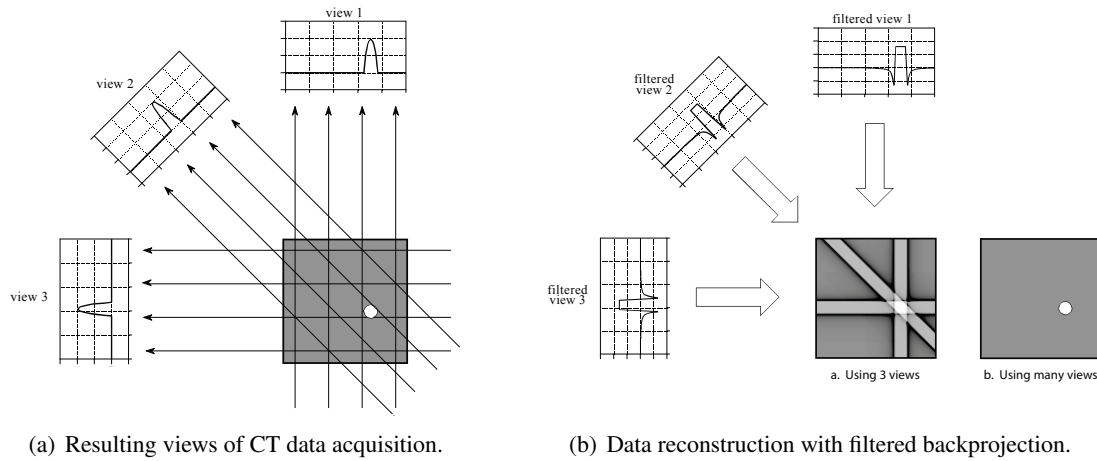 view 1
view 2
view 3
filtered view 1
filtered
view 2
filtered
view 3
a. Using 3 views
b. Using many views
(a) Resulting views of CT data acquisition.
(b) Data reconstruction with filtered backprojection.